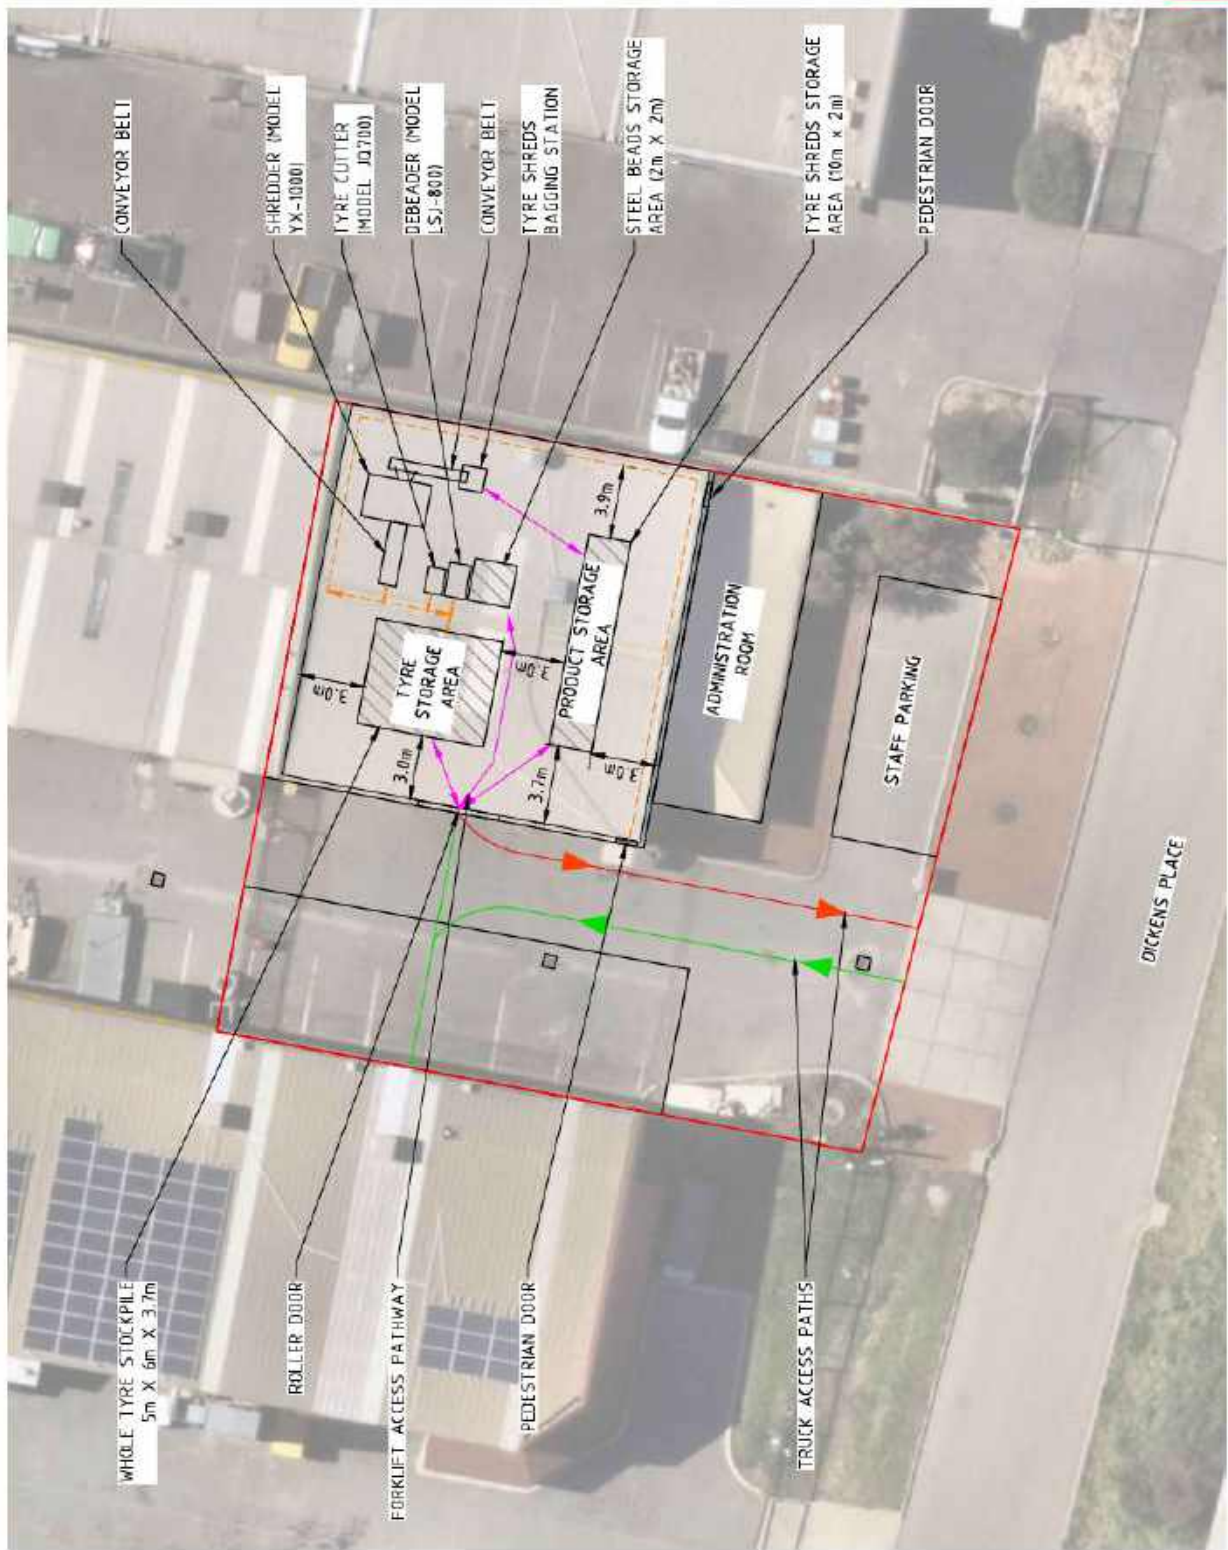 CONVEYOR BELT
SHREDDER (MODEL
YX-1000)
TYRE CUTTER
(MODEL JQ700)
DEBEADER (MODEL
LSJ-800)
CONVEYOR BELT
TYRE SHREDS
BAGGING STATION
STEEL BEADS STORAGE
AREA (2m X 2m)
TYRE SHREDS STORAGE
AREA (10m x 2m)
PEDESTRIAN DOOR
3.9m
3.0m
TYRE
STORAGE
AREA
3.0m
3.0m
PRODUCT STORAGE
AREA
3.7m
3.0m
ADMINISTRATION
ROOM
STAFF PARKING
DICKENS PLACE
WHOLE TYRE STOCKPILE
5m X 6m X 3.7m
ROLLER DOOR
FORKLIFT ACCESS PATHWAY
PEDESTRIAN DOOR
TRUCK ACCESS PATHS